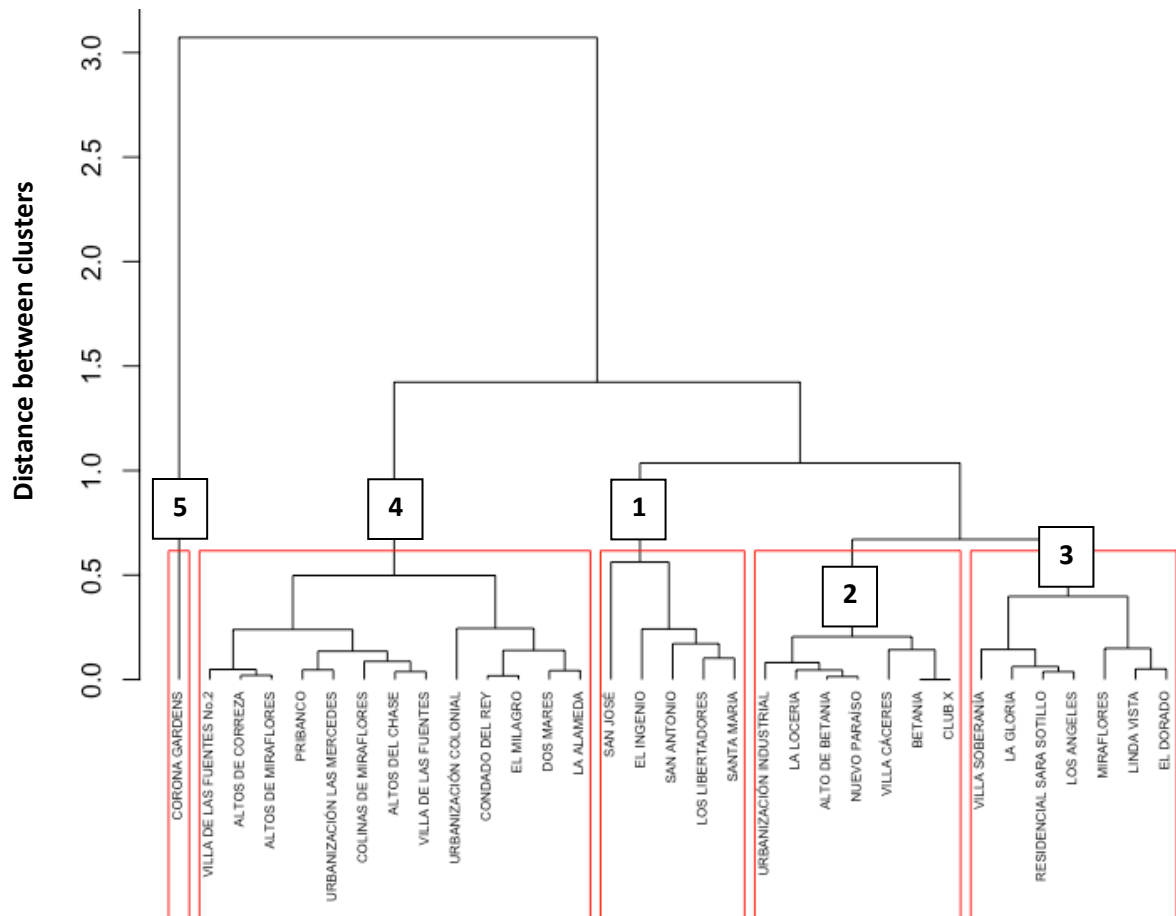 Distance between clusters
3.0
2.5
2.0
1.5
1.0
0.5
0.0
5
4
1
2
3
CORONA GARDENS
VILLA DE LAS FUENTES No.2
ALTOS DE CORREZA
ALTOS DE MIRAFLORES
PRIBANCO
URBANIZACIÓN LAS MERCEDES
COLINAS DE MIRAFLORES
ALTOS DEL CHASE
VILLA DE LAS FUENTES
URBANIZACIÓN COLONIAL
CONDADO DEL REY
EL MILAGRO
DOS MARES
LA ALAMEDA
SAN JOSÉ
EL INGENIO
SAN ANTONIO
LOS LIBERTADORES
SANTA MARIA
URBANIZACIÓN INDUSTRIAL
LA LOCERIA
ALTO DE BETANIA
NUEVO PARAÍSO
VILLA CÁCERES
BETANIA
CLUB X
VILLA SOBERANÍA
LA GLORIA
RESIDENCIAL SARA SOTILLO
LOS ANGELES
MIRAFLORES
LINDA VISTA
EL DORADO